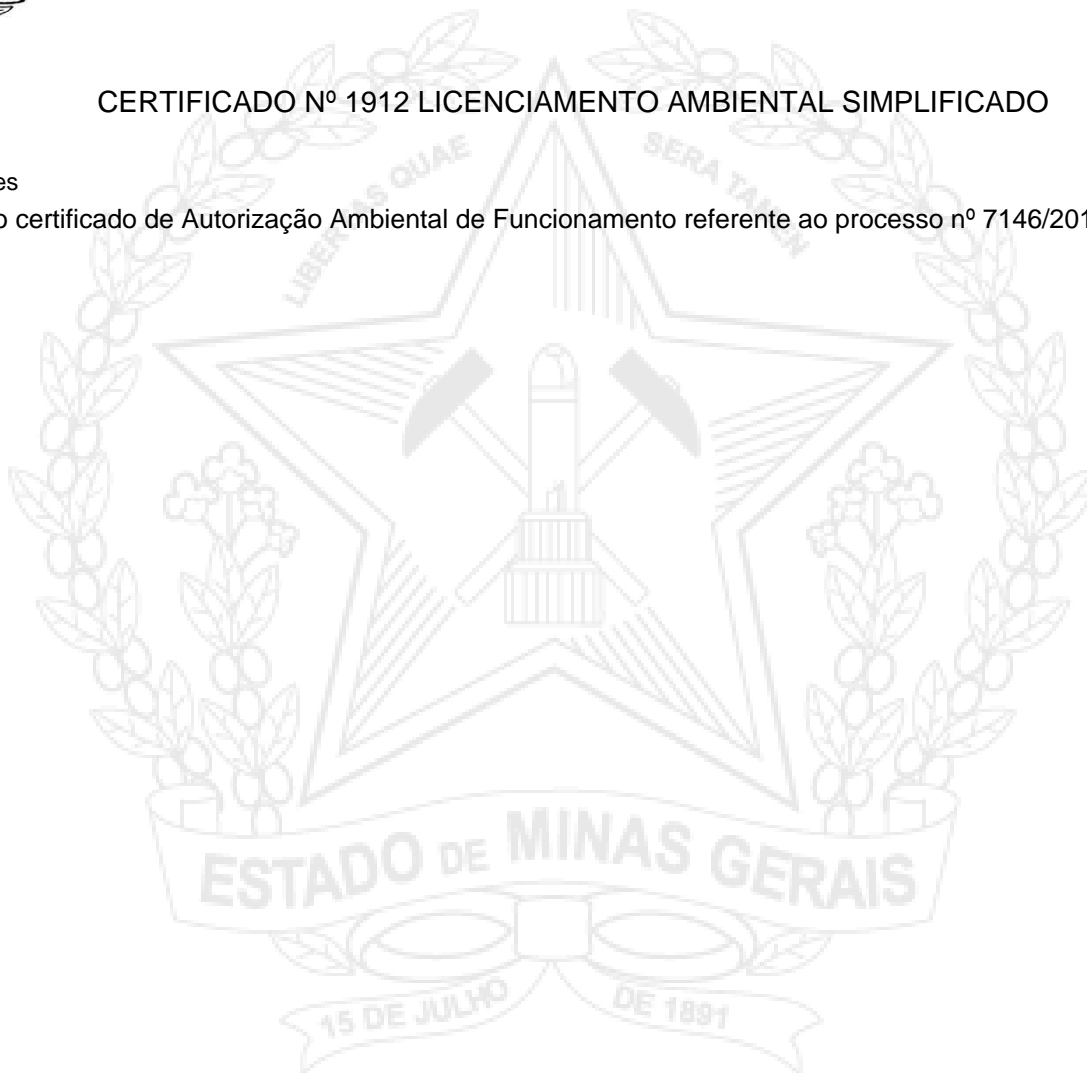 CERTIFICADO Nº 1912 LICENCIAMENTO AMBIENTAL SIMPLIFICADO
certificado de Autorização Ambiental de Funcionamento referente ao processo nº 7146/201
LIBERTAS QUAE SERA TAMEN
ESTADO DE MINAS GERAIS
15 DE JULHO DE 1891